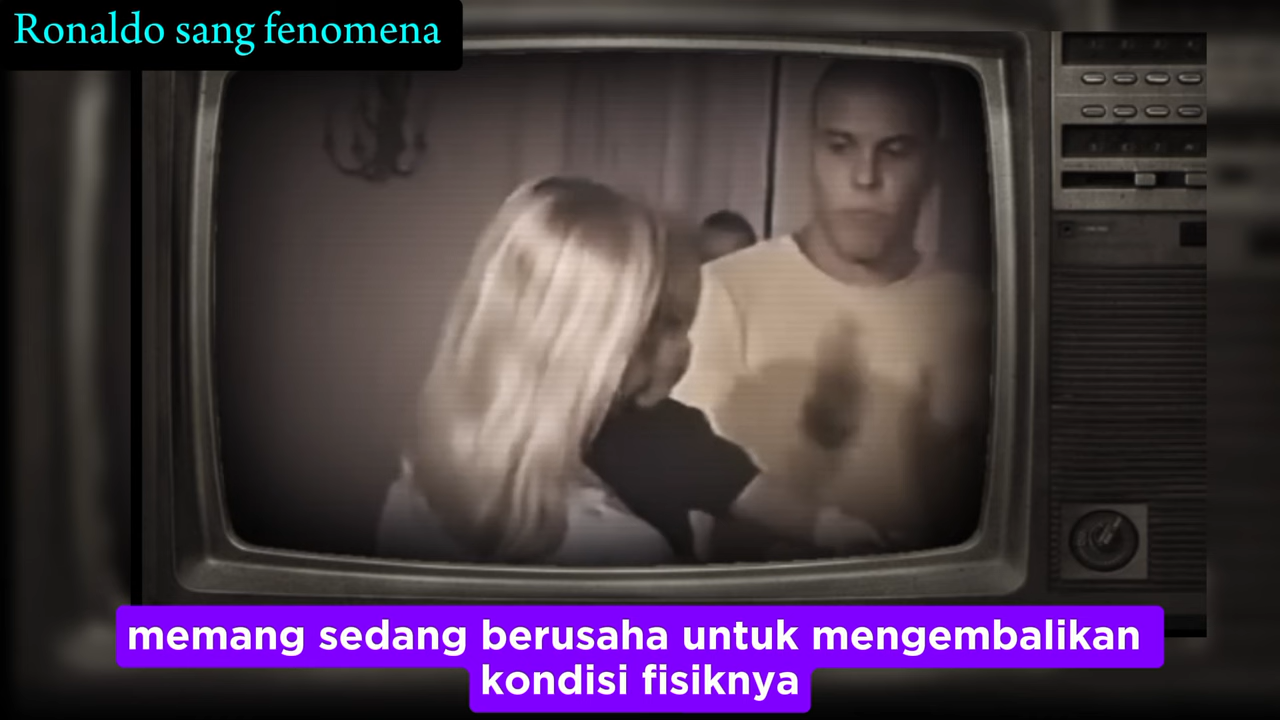 Ronaldo sang fenomena
memang sedang berusaha untuk mengembalikan
kondisi fisiknya